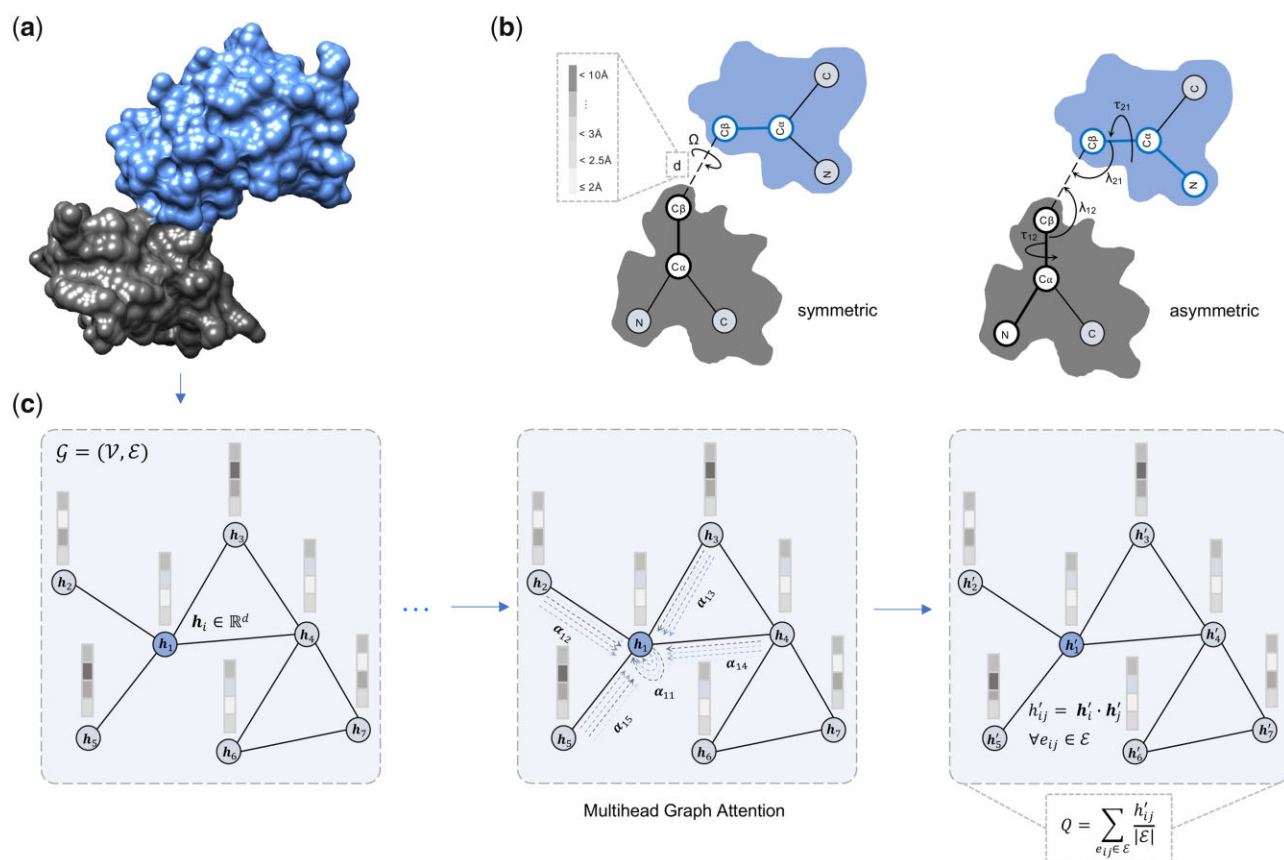 (a)
(b)
< 10Å
⋮
< 3Å
< 2.5Å
≤ 2Å
d
Ω
Cβ
Cα
C
N
Cβ
Cα
N
C
symmetric
τ₂₁
C
Cβ
Cα
N
λ₂₁
λ₁₂
Cβ
τ₁₂
Cα
N
C
asymmetric
(c)
𝒢 = (𝒱, ℰ)
h₃
h₂
h₁
hᵢ ∈ ℝᵈ
h₄
h₅
h₆
h₇
...
h₃
h₂
α₁₃
α₁₂
h₁
h₄
α₁₄
α₁₁
α₁₅
h₅
h₆
h₇
Multihead Graph Attention
h′₃
h′₂
h′₁
h′₄
h′ᵢⱼ = h′ᵢ · h′ⱼ
∀eᵢⱼ ∈ ℰ
h′₅
h′₆
h′₇
Q = ∑_{eᵢⱼ ∈ ℰ} h′ᵢⱼ / |ℰ|